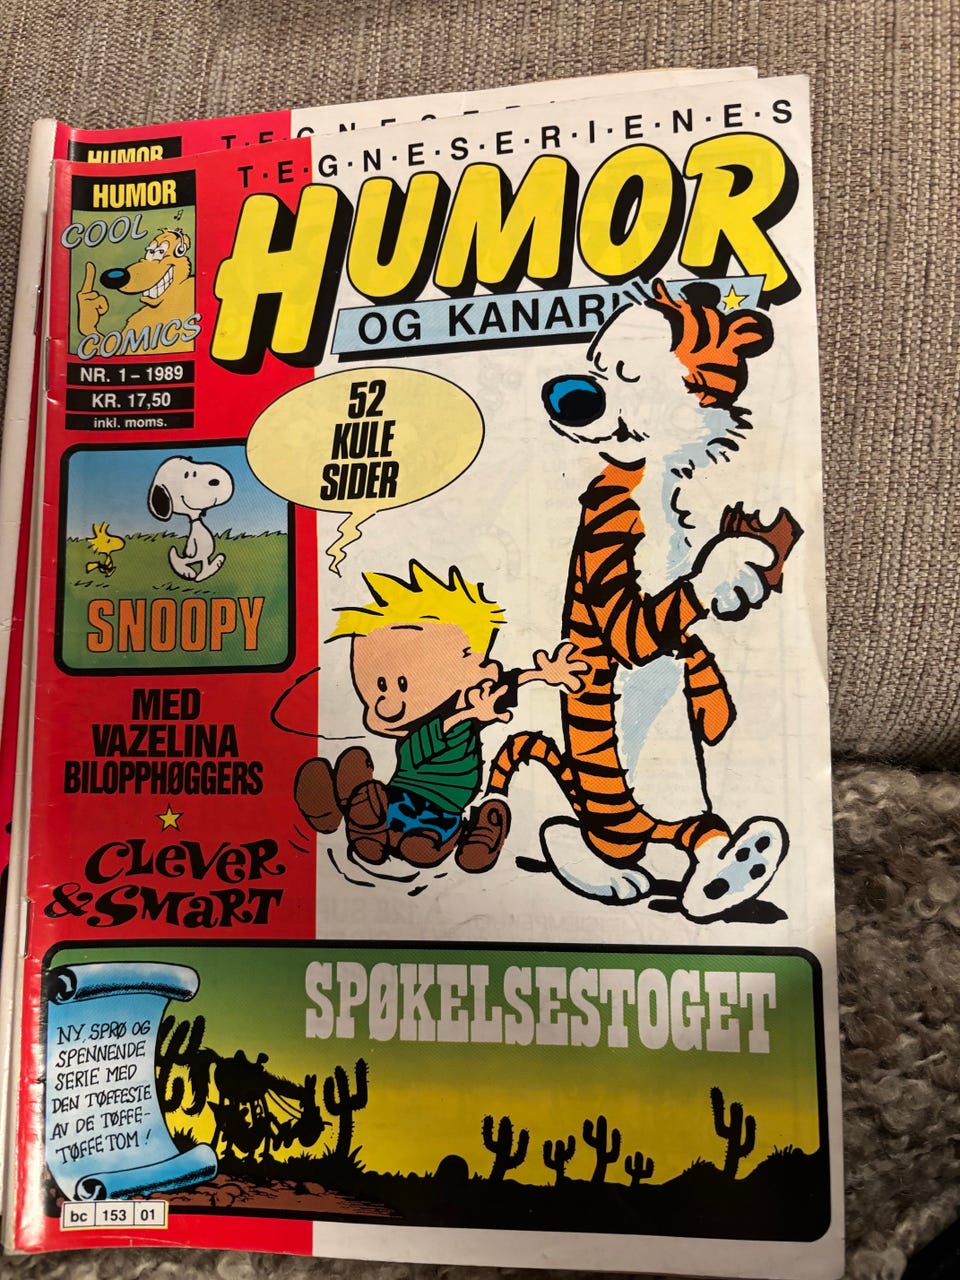 HUMOR
T·E·G·N·E·S·E·R·I·E·N·E·S
HUMOR
OG KANARI
HUMOR
COOL
COMICS
NR. 1 – 1989
KR. 17,50
inkl. moms.
52
KULE
SIDER
SNOOPY
MED
VAZELINA
BILOPPHØGGERS
CLEVER
& SMART
SPØKELSESTOGET
NY, SPRØ OG
SPENNENDE
SERIE MED
DEN TØFFESTE
AV DE TØFFE-
TØFFE TOM!
bc 153 01